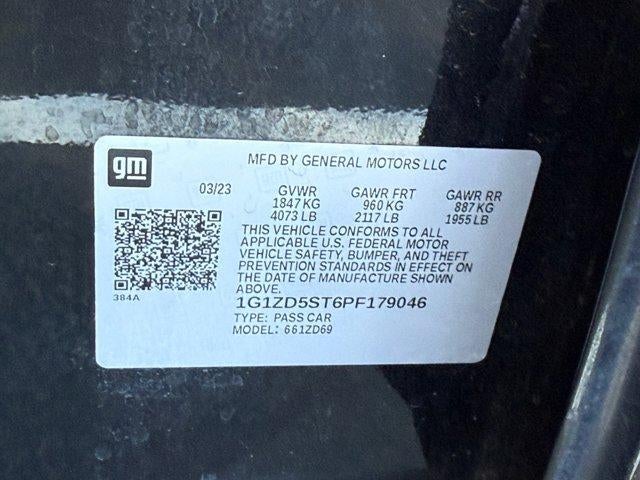 gm
MFD BY GENERAL MOTORS LLC
03/23 GVWR GAWR FRT GAWR RR
1847 KG 960 KG 887 KG
4073 LB 2117 LB 1955 LB
THIS VEHICLE CONFORMS TO ALL
APPLICABLE U.S. FEDERAL MOTOR
VEHICLE SAFETY, BUMPER, AND THEFT
PREVENTION STANDARDS IN EFFECT ON
THE DATE OF MANUFACTURE SHOWN
ABOVE.
384A
1G1ZD5ST6PF179046
TYPE: PASS CAR
MODEL: 661ZD69